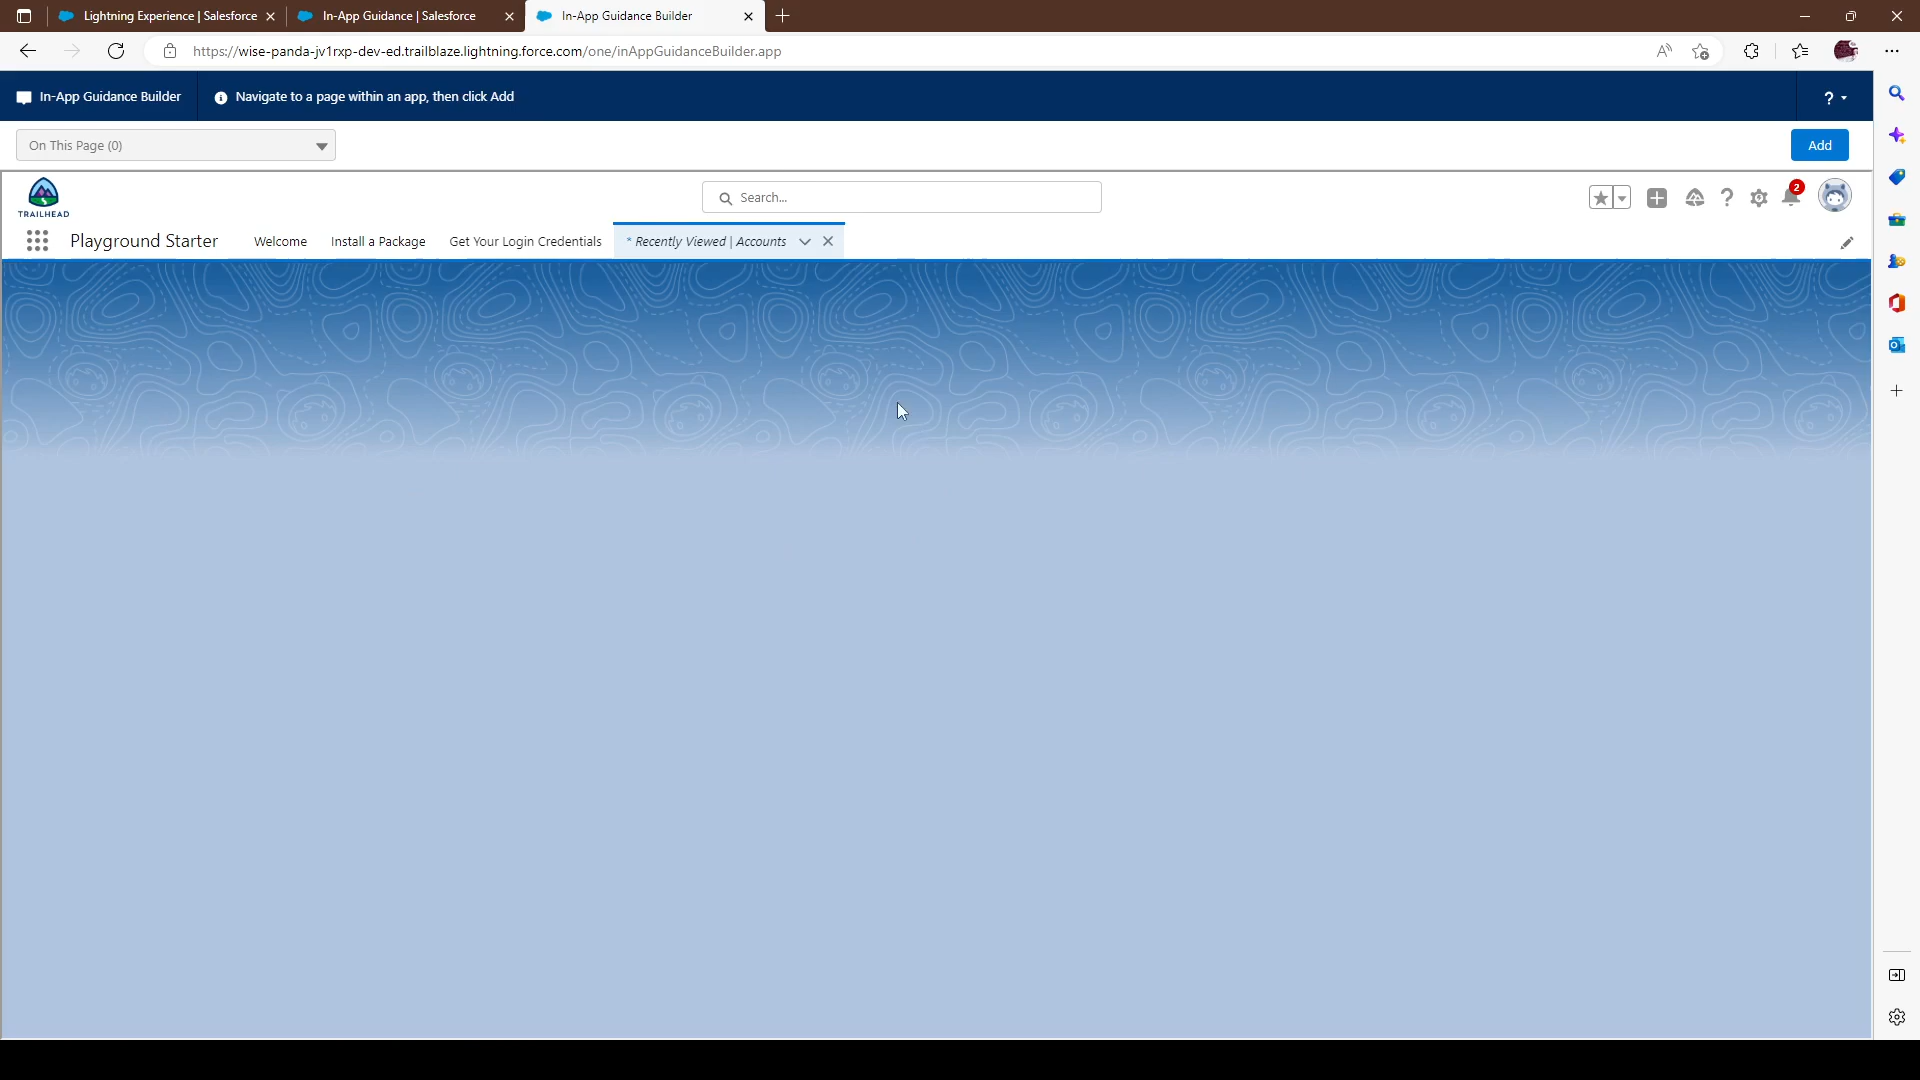 Lightning Experience | Salesforce
In-App Guidance | Salesforce
In-App Guidance Builder
https://wise-panda-jv1rxp-dev-ed.trailblaze.lightning.force.com/one/inAppGuidanceBuilder.app
In-App Guidance Builder
Navigate to a page within an app, then click Add
?
On This Page (0)
Add
TRAILHEAD
Search...
2
Playground Starter
Welcome
Install a Package
Get Your Login Credentials
* Recently Viewed | Accounts